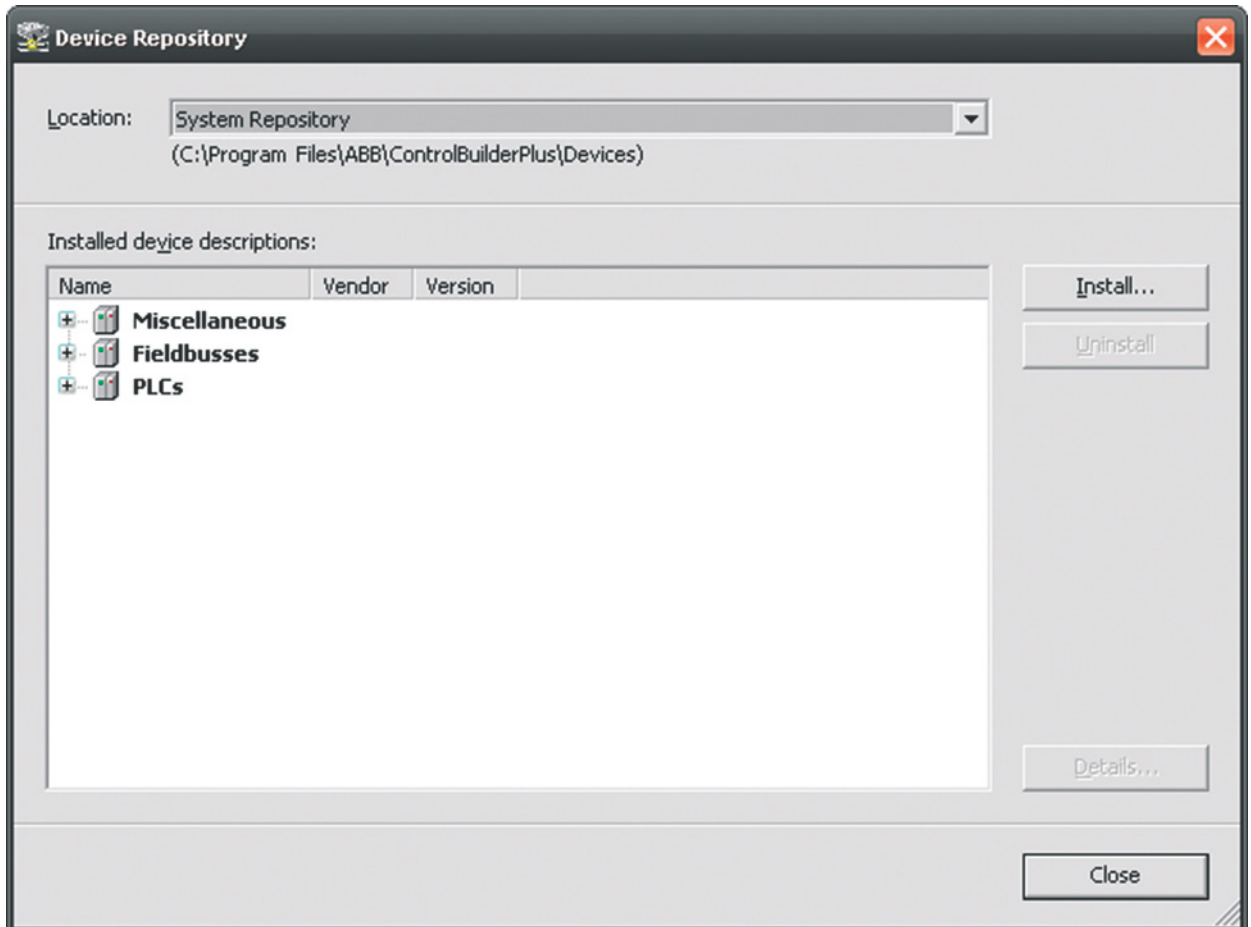 Device Repository
Location: System Repository
(C:\Program Files\ABB\ControlBuilderPlus\Devices)
Installed device descriptions:
Name Vendor Version
Install...
Miscellaneous
Uninstall
Fieldbusses
PLCs
Details...
Close